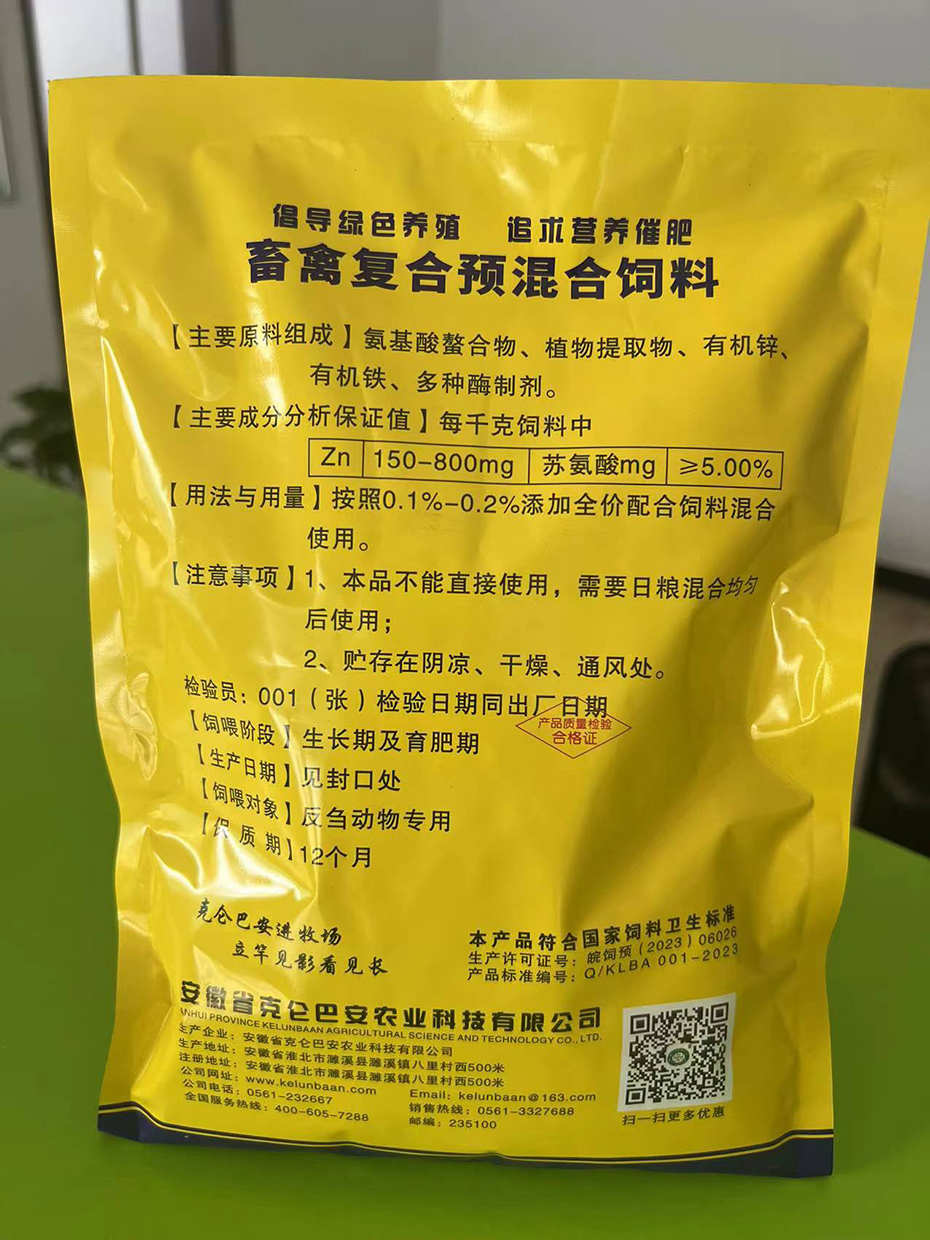 倡导绿色养殖 追求营养催肥
畜禽复合预混合饲料
【主要原料组成】氨基酸螯合物、植物提取物、有机锌、
有机铁、多种酶制剂。
【主要成分分析保证值】每千克饲料中
Zn 150-800mg 苏氨酸mg ≥5.00%
【用法与用量】按照0.1%-0.2%添加全价配合饲料混合
使用。
【注意事项】1、本品不能直接使用，需要日粮混合均匀
后使用；
2、贮存在阴凉、干燥、通风处。
检验员：001（张）检验日期同出厂日期
产品质量检验
合格证
【饲喂阶段】生长期及育肥期
【生产日期】见封口处
【饲喂对象】反刍动物专用
【保 质 期】12个月
克仑巴安进牧场
立竿见影看见长
本产品符合国家饲料卫生标准
生产许可证号：皖饲预（2023）06026
产品标准编号：Q/KLBA 001-2023
安徽省克仑巴安农业科技有限公司
ANHUI PROVINCE KELUNBAAN AGRICULTURAL SCIENCE AND TECHNOLOGY CO., LTD.
生产企业：安徽省克仑巴安农业科技有限公司
生产地址：安徽省淮北市濉溪县濉溪镇八里村西500米
注册地址：安徽省淮北市濉溪县濉溪镇八里村西500米
公司网址：www.kelunbaan.com Email: kelunbaan@163.com
公司电话：0561-232667 销售热线：0561-3327688
全国服务热线：400-605-7288 邮编：235100
扫一扫更多优惠